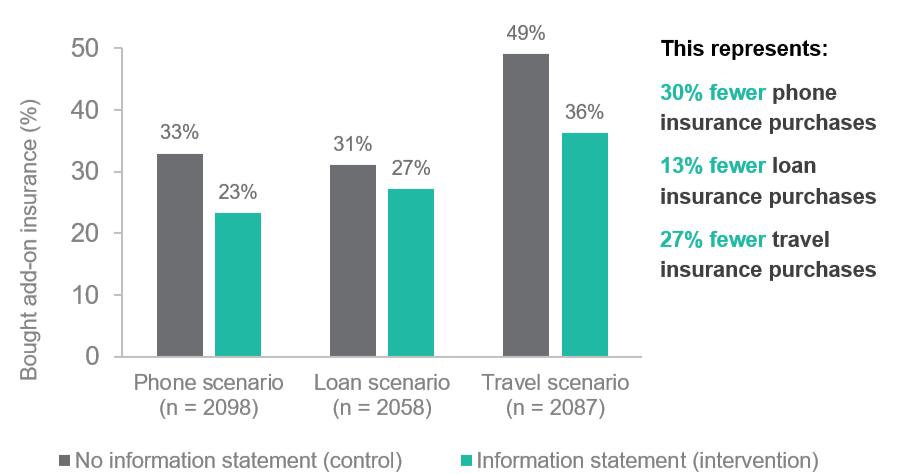 Bought add-on insurance (%)
50
40
30
20
10
0
33%
23%
31%
27%
49%
36%
Phone scenario
(n = 2098)
Loan scenario
(n = 2058)
Travel scenario
(n = 2087)
No information statement (control)
Information statement (intervention)
This represents:
30% fewer phone
insurance purchases
13% fewer loan
insurance purchases
27% fewer travel
insurance purchases